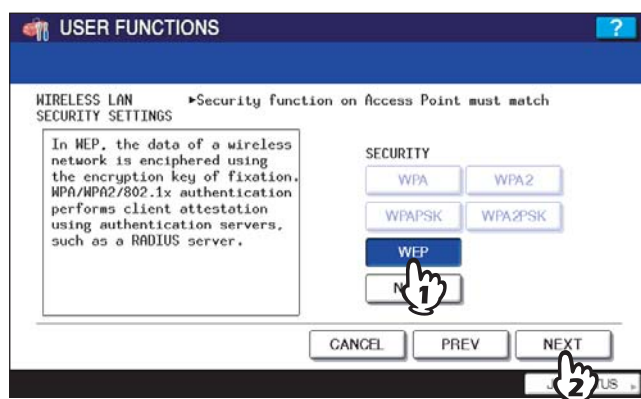 USER FUNCTIONS
?
WIRELESS LAN ►Security function on Access Point must match
SECURITY SETTINGS
In WEP, the data of a wireless
network is enciphered using
the encryption key of fixation.
WPA/WPA2/802.1x authentication
performs client attestation
using authentication servers,
such as a RADIUS server.
SECURITY
WPA WPA2
WPAPSK WPA2PSK
WEP
1
CANCEL PREV NEXT
2